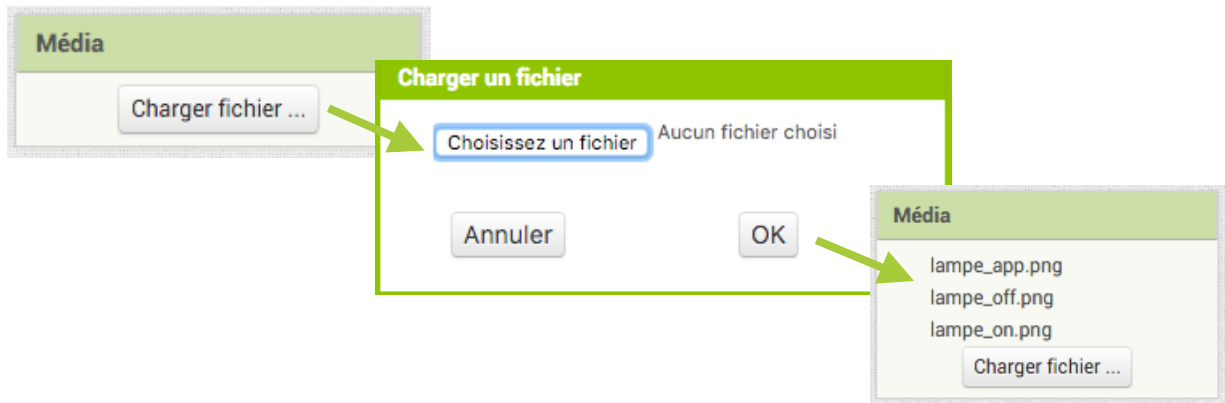 Média
Charger fichier ...
Charger un fichier
Choisissez un fichier Aucun fichier choisi
Annuler OK
Média
lampe_app.png
lampe_off.png
lampe_on.png
Charger fichier ...